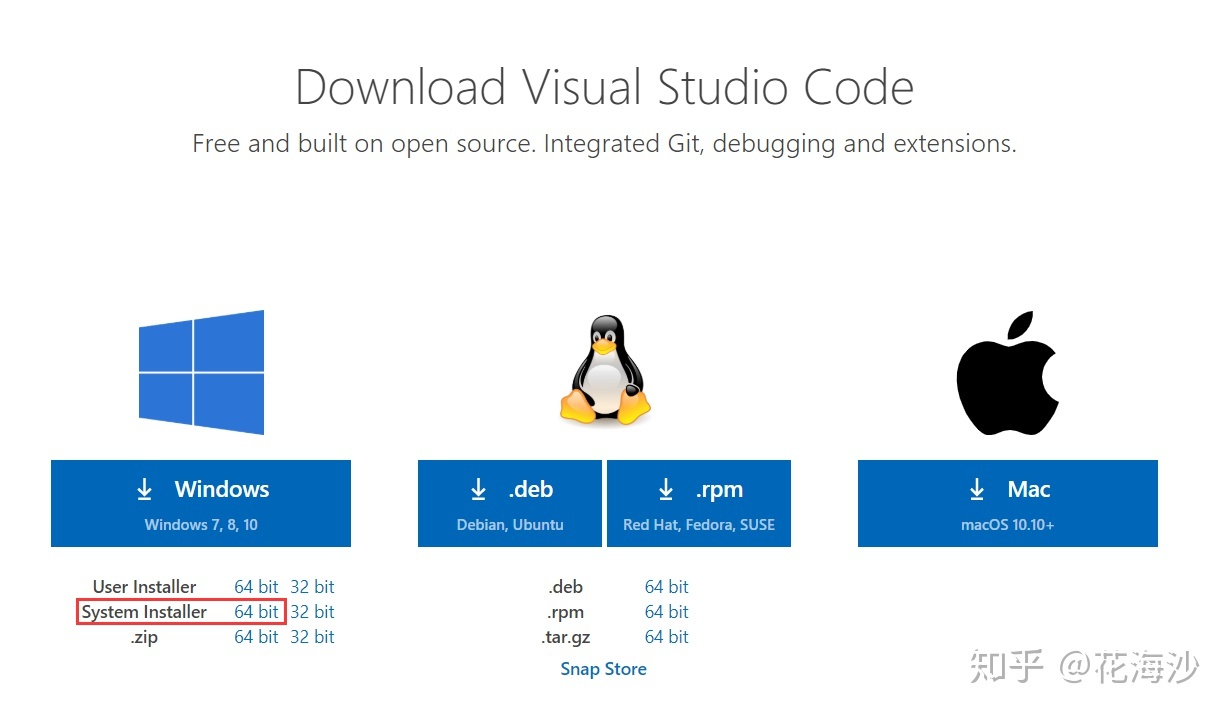 Download Visual Studio Code
Free and built on open source. Integrated Git, debugging and extensions.
Windows
Windows 7, 8, 10
User Installer 64 bit 32 bit
System Installer 64 bit 32 bit
.zip 64 bit 32 bit
.deb
Debian, Ubuntu
.rpm
Red Hat, Fedora, SUSE
.deb 64 bit
.rpm 64 bit
.tar.gz 64 bit
Snap Store
Mac
macOS 10.10+
知乎 @花海沙